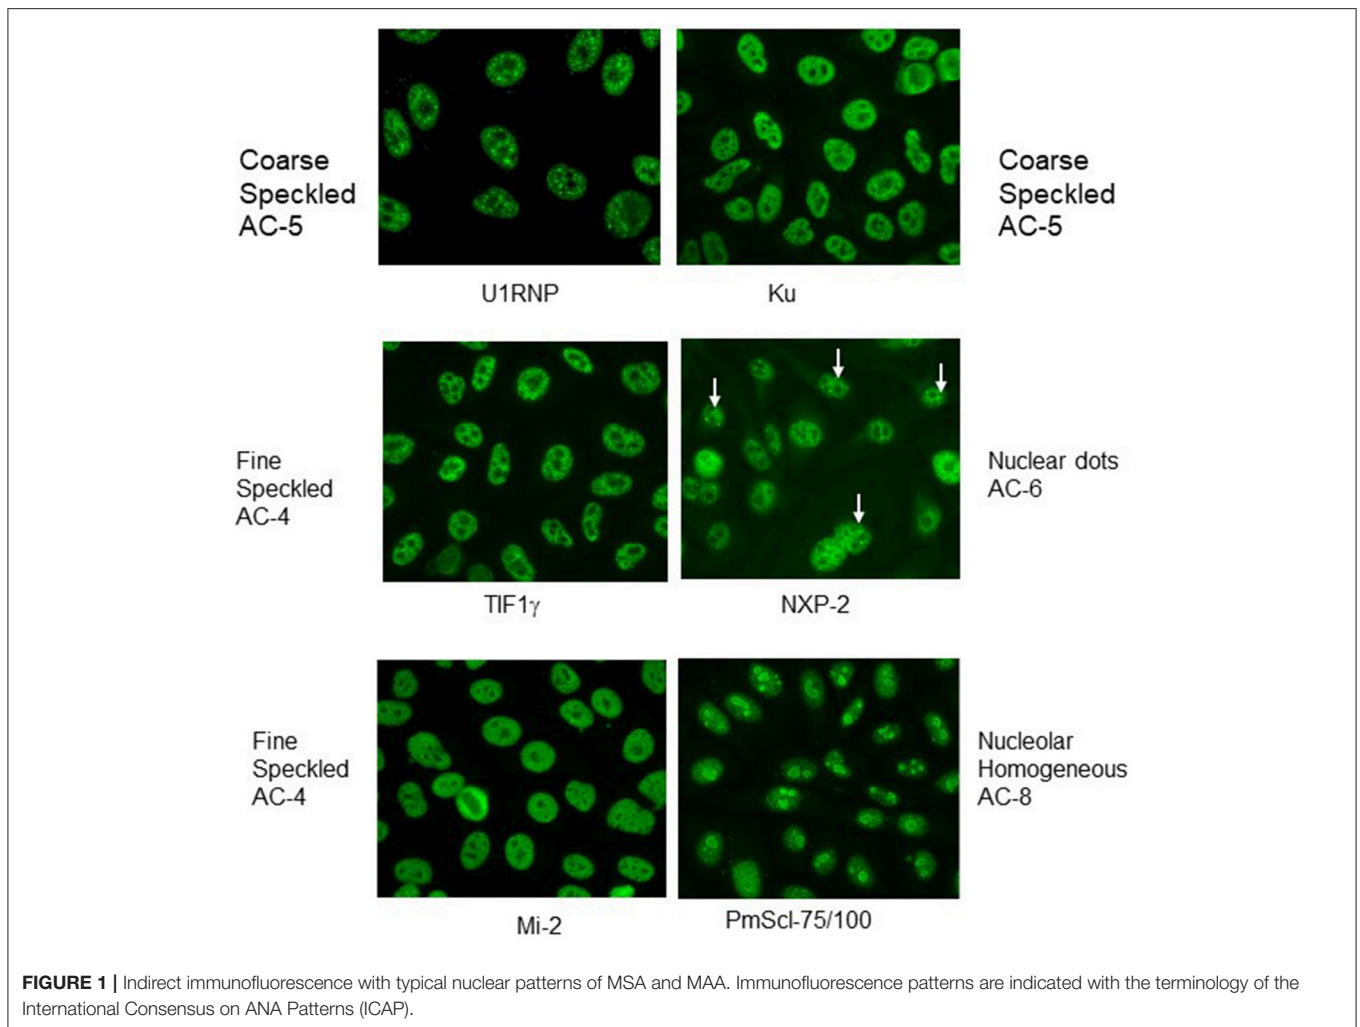 Coarse
Speckled
AC-5
Coarse
Speckled
AC-5
U1RNP
Ku
Fine
Speckled
AC-4
Nuclear dots
AC-6
TIF1γ
NXP-2
Fine
Speckled
AC-4
Nucleolar
Homogeneous
AC-8
Mi-2
PmScl-75/100
FIGURE 1 | Indirect immunofluorescence with typical nuclear patterns of MSA and MAA. Immunofluorescence patterns are indicated with the terminology of the
International Consensus on ANA Patterns (ICAP).